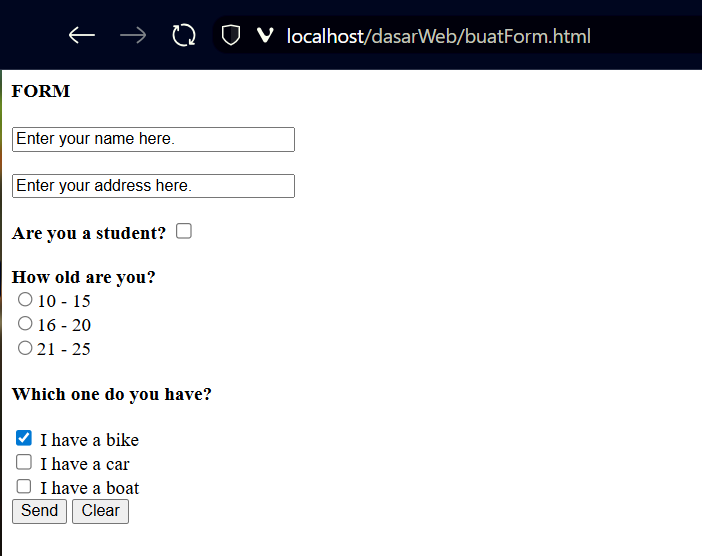 localhost/dasarWeb/buatForm.html
FORM
Enter your name here.
Enter your address here.
Are you a student?
How old are you?
10 - 15
16 - 20
21 - 25
Which one do you have?
I have a bike
I have a car
I have a boat
Send Clear